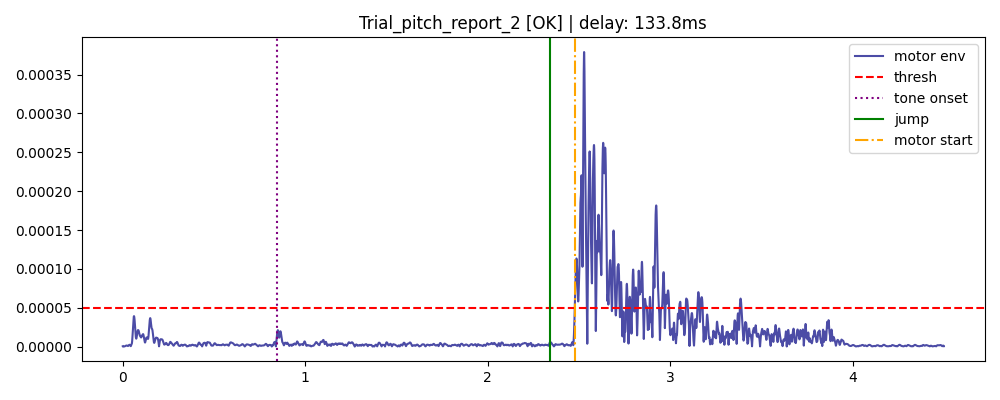 Trial_pitch_report_2 [OK] | delay: 133.8ms
0.00035
0.00030
0.00025
0.00020
0.00015
0.00010
0.00005
0.00000
motor env
thresh
tone onset
jump
motor start
0
1
2
3
4